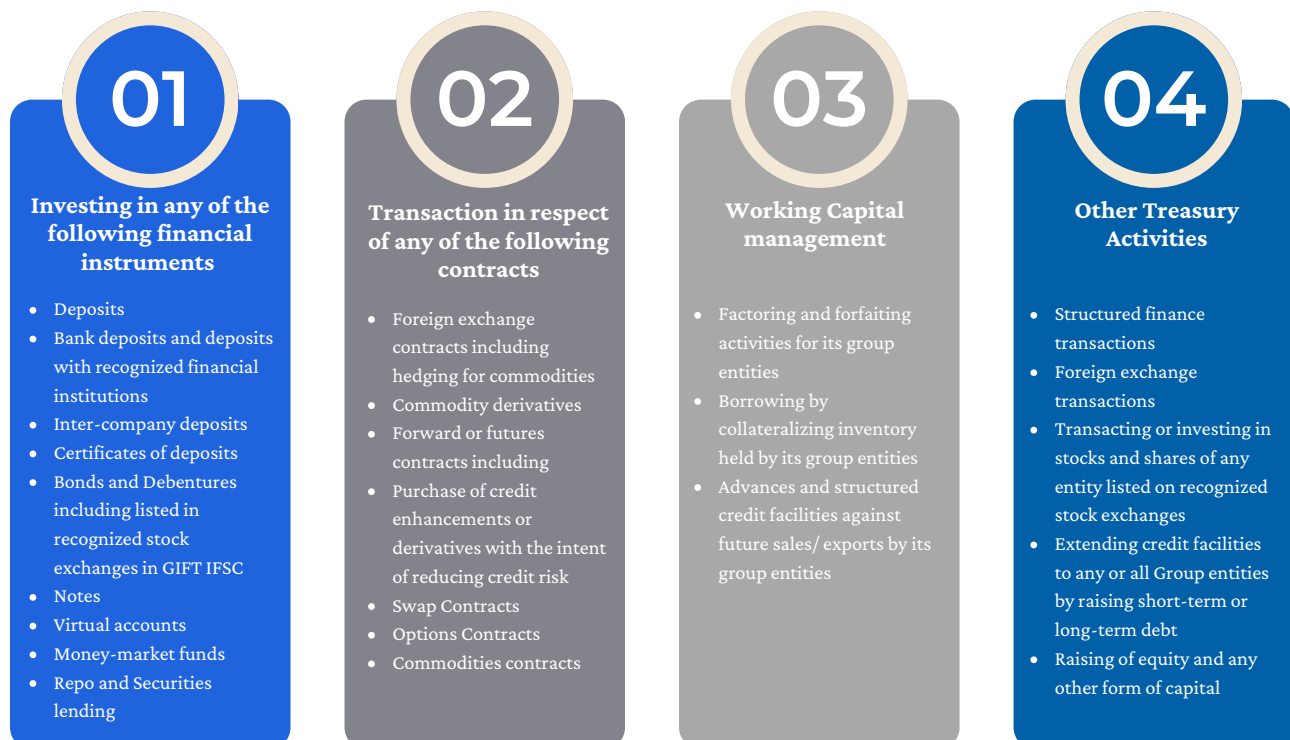 01
Investing in any of the
following financial
instruments
• Deposits
• Bank deposits and deposits
with recognized financial
institutions
• Inter-company deposits
• Certificates of deposits
• Bonds and Debentures
including listed in
recognized stock
exchanges in GIFT IFSC
• Notes
• Virtual accounts
• Money-market funds
• Repo and Securities
lending
02
Transaction in respect
of any of the following
contracts
• Foreign exchange
contracts including
hedging for commodities
• Commodity derivatives
• Forward or futures
contracts including
• Purchase of credit
enhancements or
derivatives with the intent
of reducing credit risk
• Swap Contracts
• Options Contracts
• Commodities contracts
03
Working Capital
management
• Factoring and forfaiting
activities for its group
entities
• Borrowing by
collateralizing inventory
held by its group entities
• Advances and structured
credit facilities against
future sales/ exports by its
group entities
04
Other Treasury
Activities
• Structured finance
transactions
• Foreign exchange
transactions
• Transacting or investing in
stocks and shares of any
entity listed on recognized
stock exchanges
• Extending credit facilities
to any or all Group entities
by raising short-term or
long-term debt
• Raising of equity and any
other form of capital